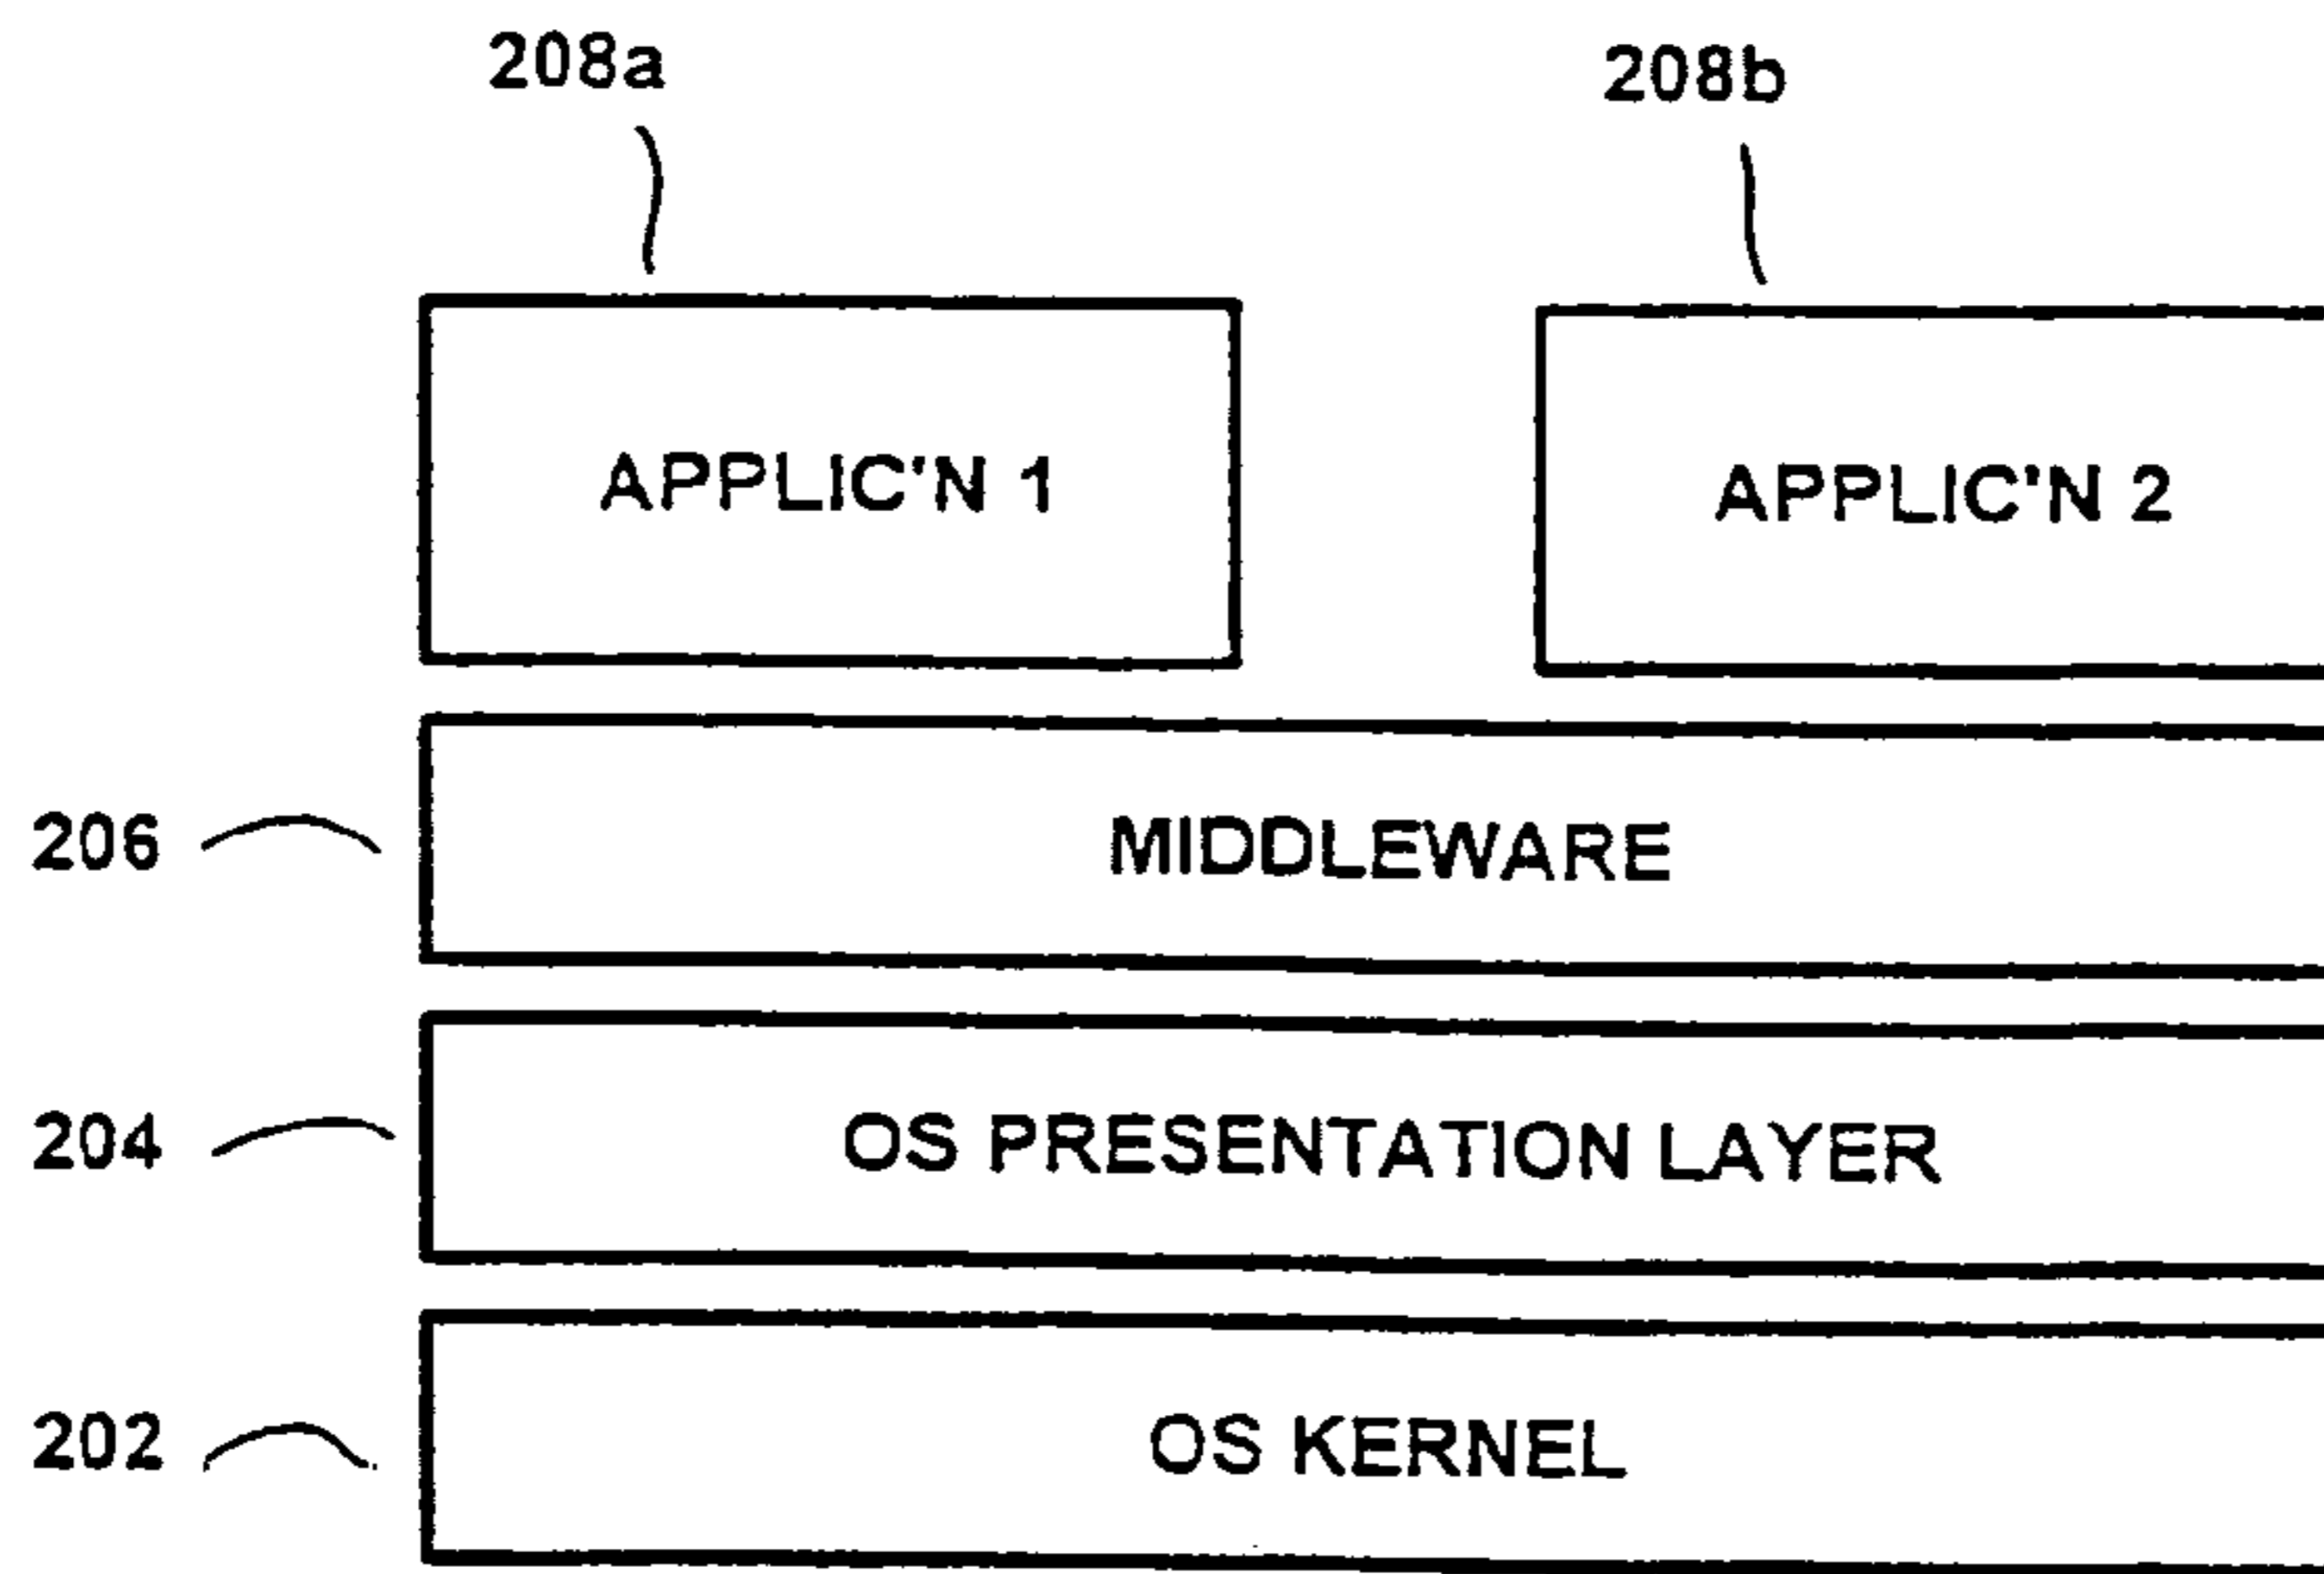 208a 208b
APPLIC'N 1 APPLIC'N 2
206 MIDDLEWARE
204 OS PRESENTATION LAYER
202 OS KERNEL